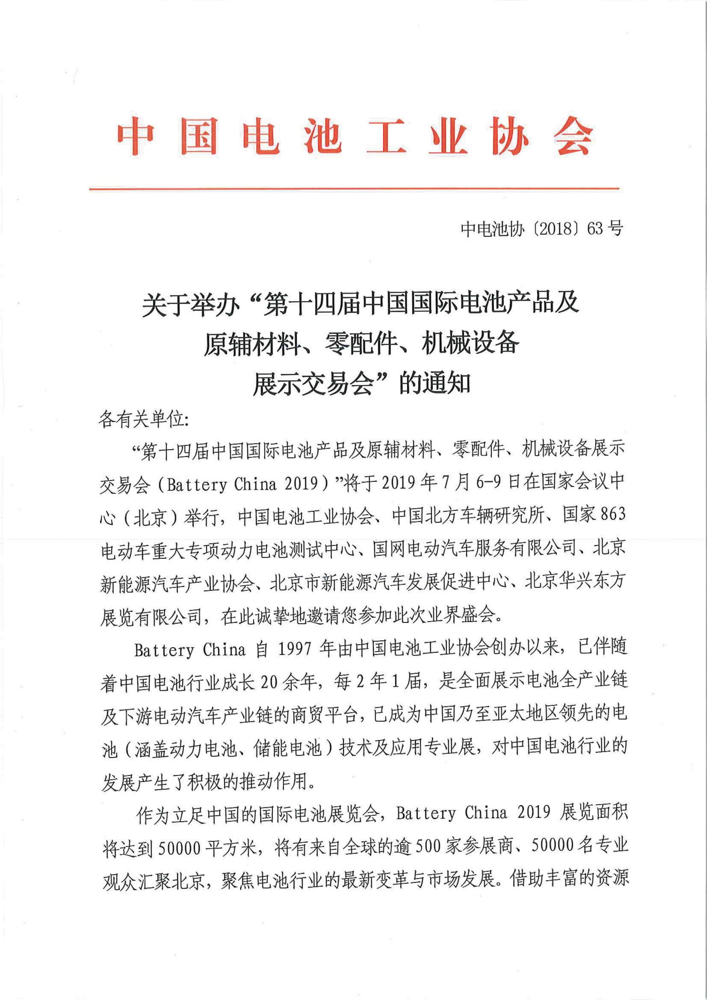 中国电池工业协会
中电池协〔2018〕63号
关于举办“第十四届中国国际电池产品及
原辅材料、零配件、机械设备
展示交易会”的通知
各有关单位:
“第十四届中国国际电池产品及原辅材料、零配件、机械设备展示
交易会（Battery China 2019）”将于2019年7月6-9日在国家会议中
心（北京）举行，中国电池工业协会、中国北方车辆研究所、国家863
电动车重大专项动力电池测试中心、国网电动汽车服务有限公司、北京
新能源汽车产业协会、北京市新能源汽车发展促进中心、北京华兴东方
展览有限公司，在此诚挚地邀请您参加此次业界盛会。
Battery China 自 1997 年由中国电池工业协会创办以来，已伴随
着中国电池行业成长20余年，每2年1届，是全面展示电池全产业链
及下游电动汽车产业链的商贸平台，已成为中国乃至亚太地区领先的电
池（涵盖动力电池、储能电池）技术及应用专业展，对中国电池行业的
发展产生了积极的推动作用。
作为立足中国的国际电池展览会，Battery China 2019 展览面积
将达到50000平方米，将有来自全球的逾500家参展商、50000名专业
观众汇聚北京，聚焦电池行业的最新变革与市场发展。借助丰富的资源